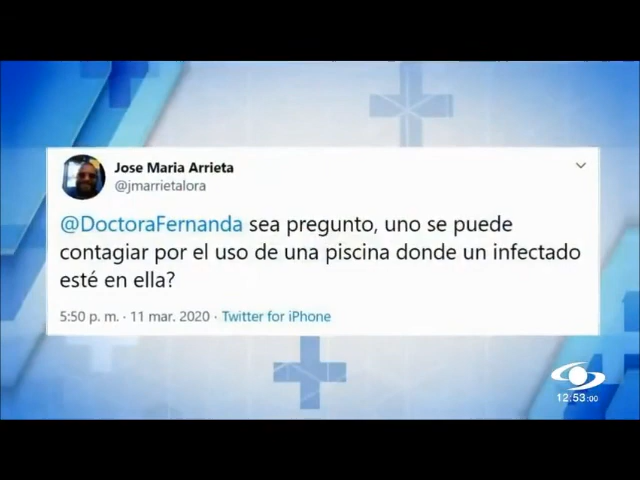 Jose Maria Arrieta
@jmarrietalora
@DoctoraFernanda sea pregunto, uno se puede
contagiar por el uso de una piscina donde un infectado
esté en ella?
5:50 p. m. · 11 mar. 2020 · Twitter for iPhone
12:53:00